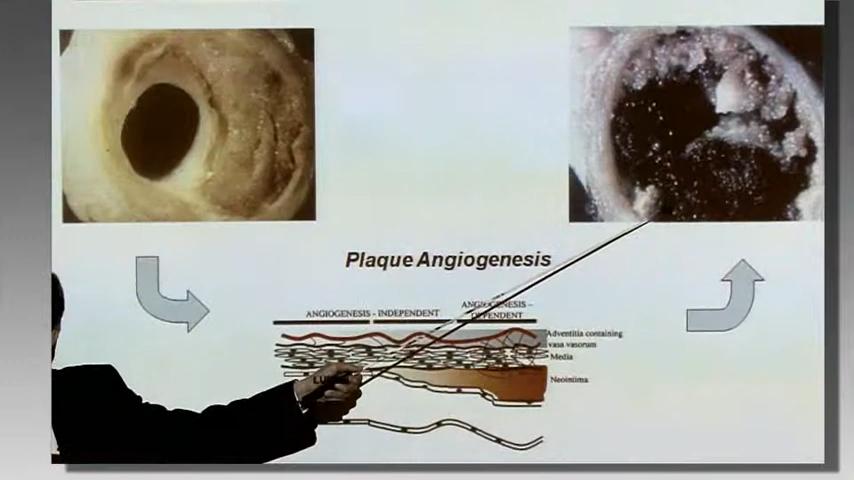 Plaque Angiogenesis
ANGIOGENESIS - INDEPENDENT
ANGIOGENESIS –
DEPENDENT
Adventitia containing
vasa vasorum
Media
Neointima